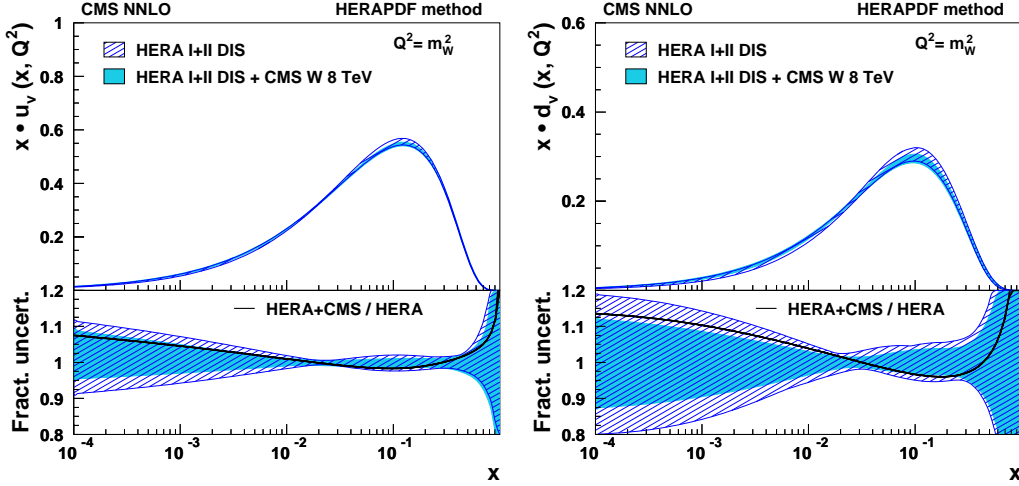 CMS NNLO HERAPDF method
x • u_v (x, Q²)
1
0.8
0.6
0.4
0.2
HERA I+II DIS
HERA I+II DIS + CMS W 8 TeV
Q²= m_W²
Fract. uncert.
1.2
1.1
1
0.9
0.8
HERA+CMS / HERA
10⁻⁴ 10⁻³ 10⁻² 10⁻¹
x
CMS NNLO HERAPDF method
x • d_v (x, Q²)
0.6
0.4
0.2
HERA I+II DIS
HERA I+II DIS + CMS W 8 TeV
Q²= m_W²
Fract. uncert.
1.2
1.1
1
0.9
0.8
HERA+CMS / HERA
10⁻⁴ 10⁻³ 10⁻² 10⁻¹
x